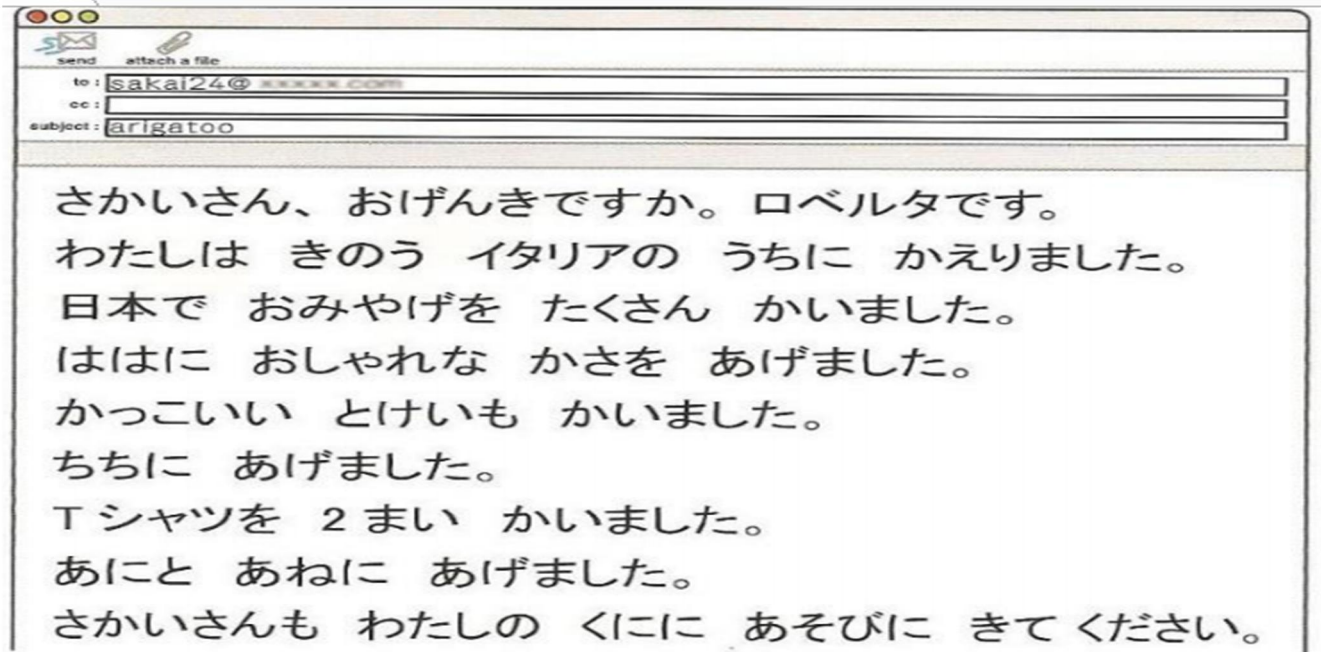 send attach a file
to : sakai24@
cc :
subject : arigatoo
さかいさん、おげんきですか。ロベルタです。
わたしは きのう イタリアの うちに かえりました。
日本で おみやげを たくさん かいました。
ははに おしゃれな かさを あげました。
かっこいい とけいも かいました。
ちちに あげました。
Tシャツを 2まい かいました。
あにと あねに あげました。
さかいさんも わたしの くにに あそびに きてください。